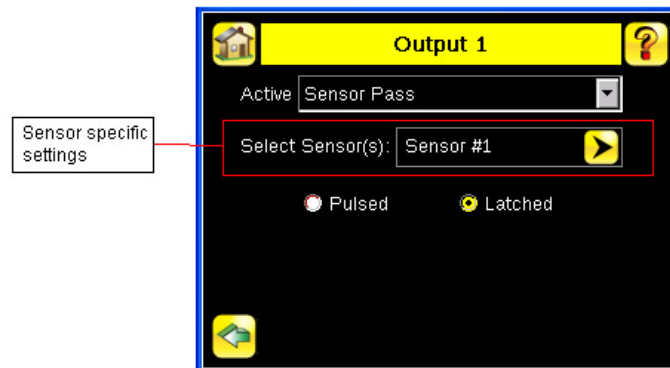 Output 1
?
Active Sensor Pass
Sensor specific
settings
Select Sensor(s): Sensor #1
Pulsed Latched